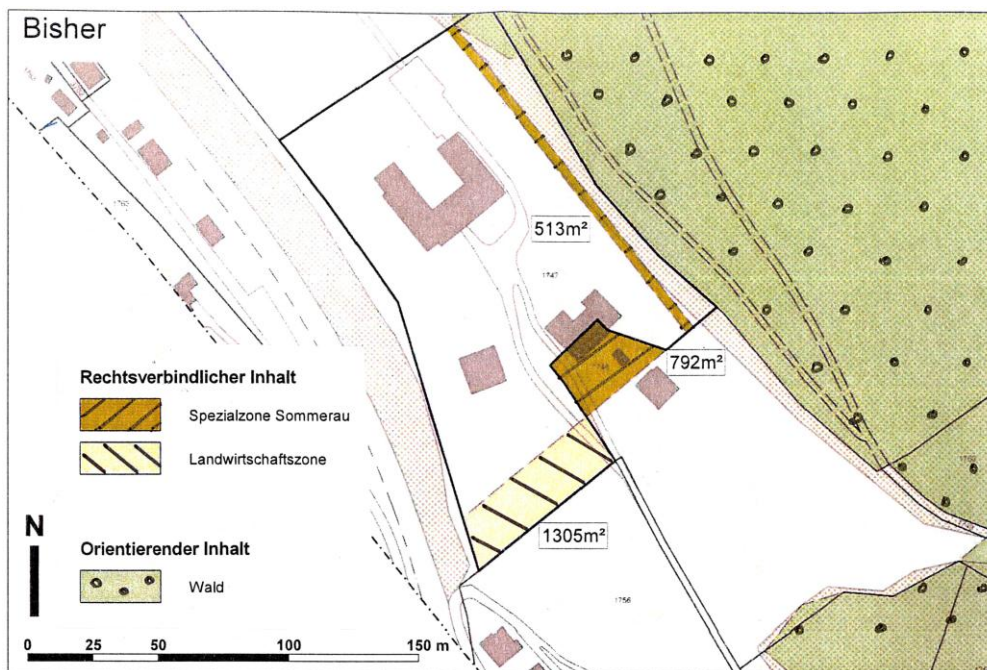 Bisher
513m²
1747
792m²
Rechtsverbindlicher Inhalt
Spezialzone Sommerau
Landwirtschaftszone
1305m²
N
Orientierender Inhalt
Wald
1756
0 25 50 100 150 m